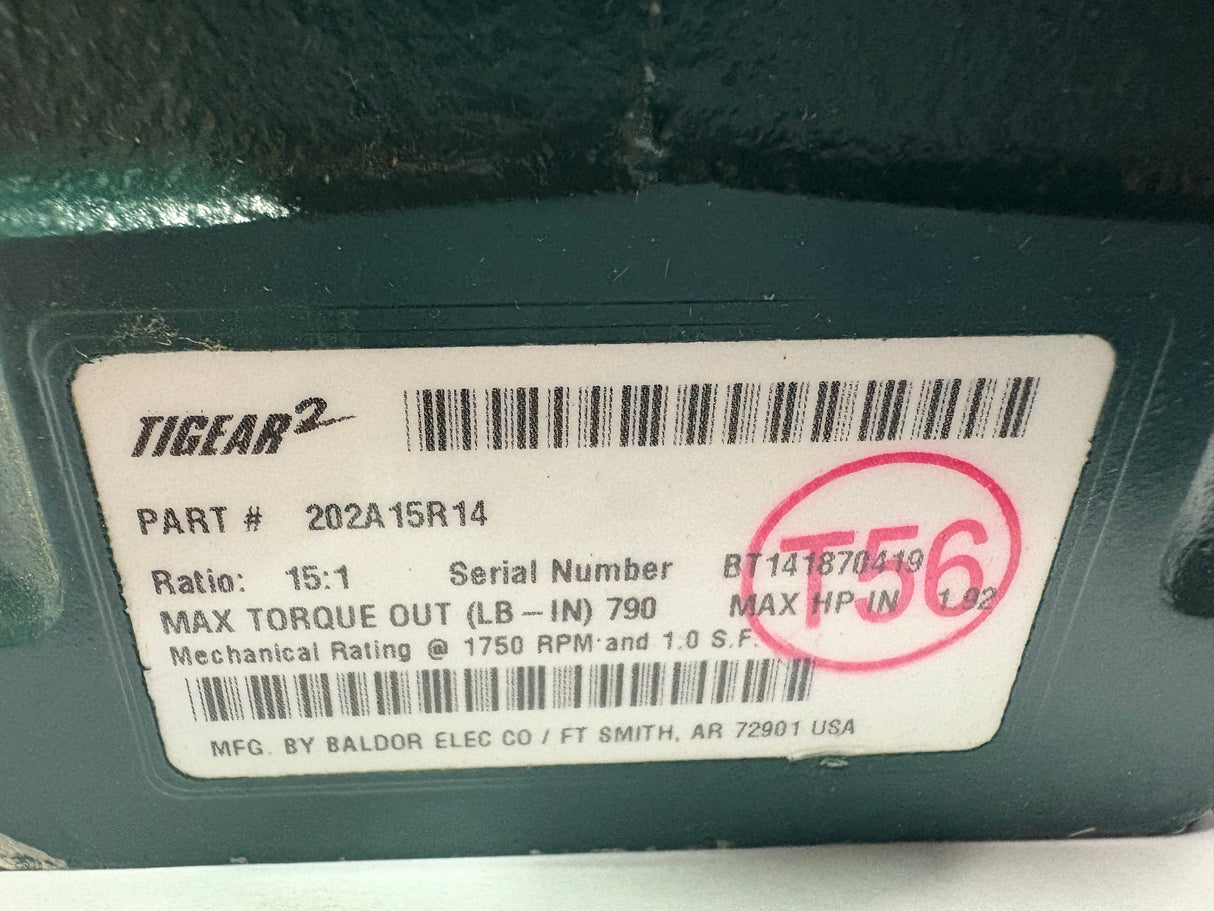 TIGEAR2
PART # 202A15R14
Ratio: 15:1 Serial Number BT141870419
MAX TORQUE OUT (LB-IN) 790 MAX HP IN 1.92
T56
Mechanical Rating @ 1750 RPM and 1.0 S.F.
MFG. BY BALDOR ELEC CO / FT SMITH, AR 72901 USA